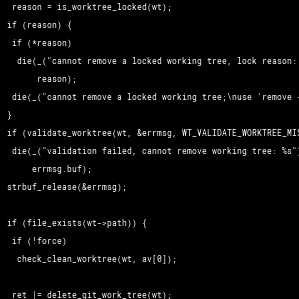 reason = is_worktree_locked(wt);
if (reason) {
if (*reason)
die(_("cannot remove a locked working tree, lock reason:
reason);
die(_("cannot remove a locked working tree;\nuse 'remove -
}
if (validate_worktree(wt, &errmsg, WT_VALIDATE_WORKTREE_MIS
die(_("validation failed, cannot remove working tree: %s"
errmsg.buf);
strbuf_release(&errmsg);
if (file_exists(wt->path)) {
if (!force)
check_clean_worktree(wt, av[0]);
ret |= delete_git_work_tree(wt);